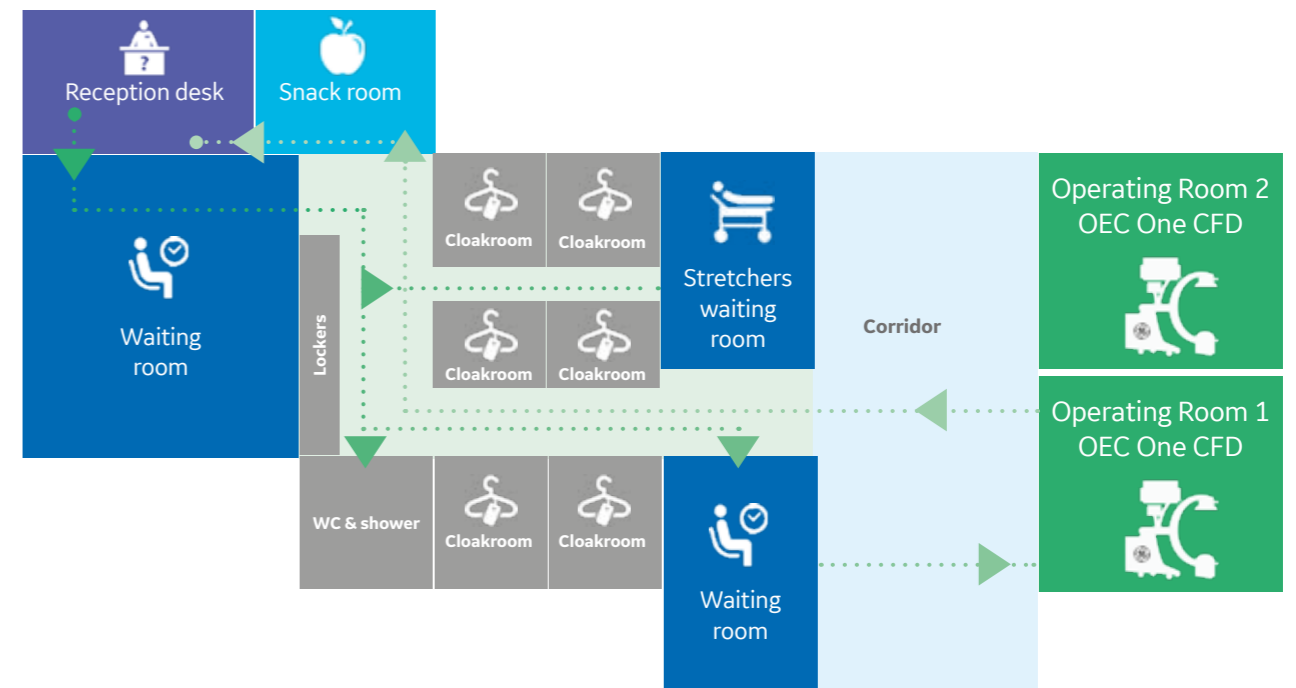 ?
Reception desk
Snack room
Cloakroom
Cloakroom
Operating Room 2
OEC One CFD
Stretchers
waiting
room
Waiting
room
Lockers
Corridor
Cloakroom
Cloakroom
Operating Room 1
OEC One CFD
WC & shower
Cloakroom
Cloakroom
Waiting
room